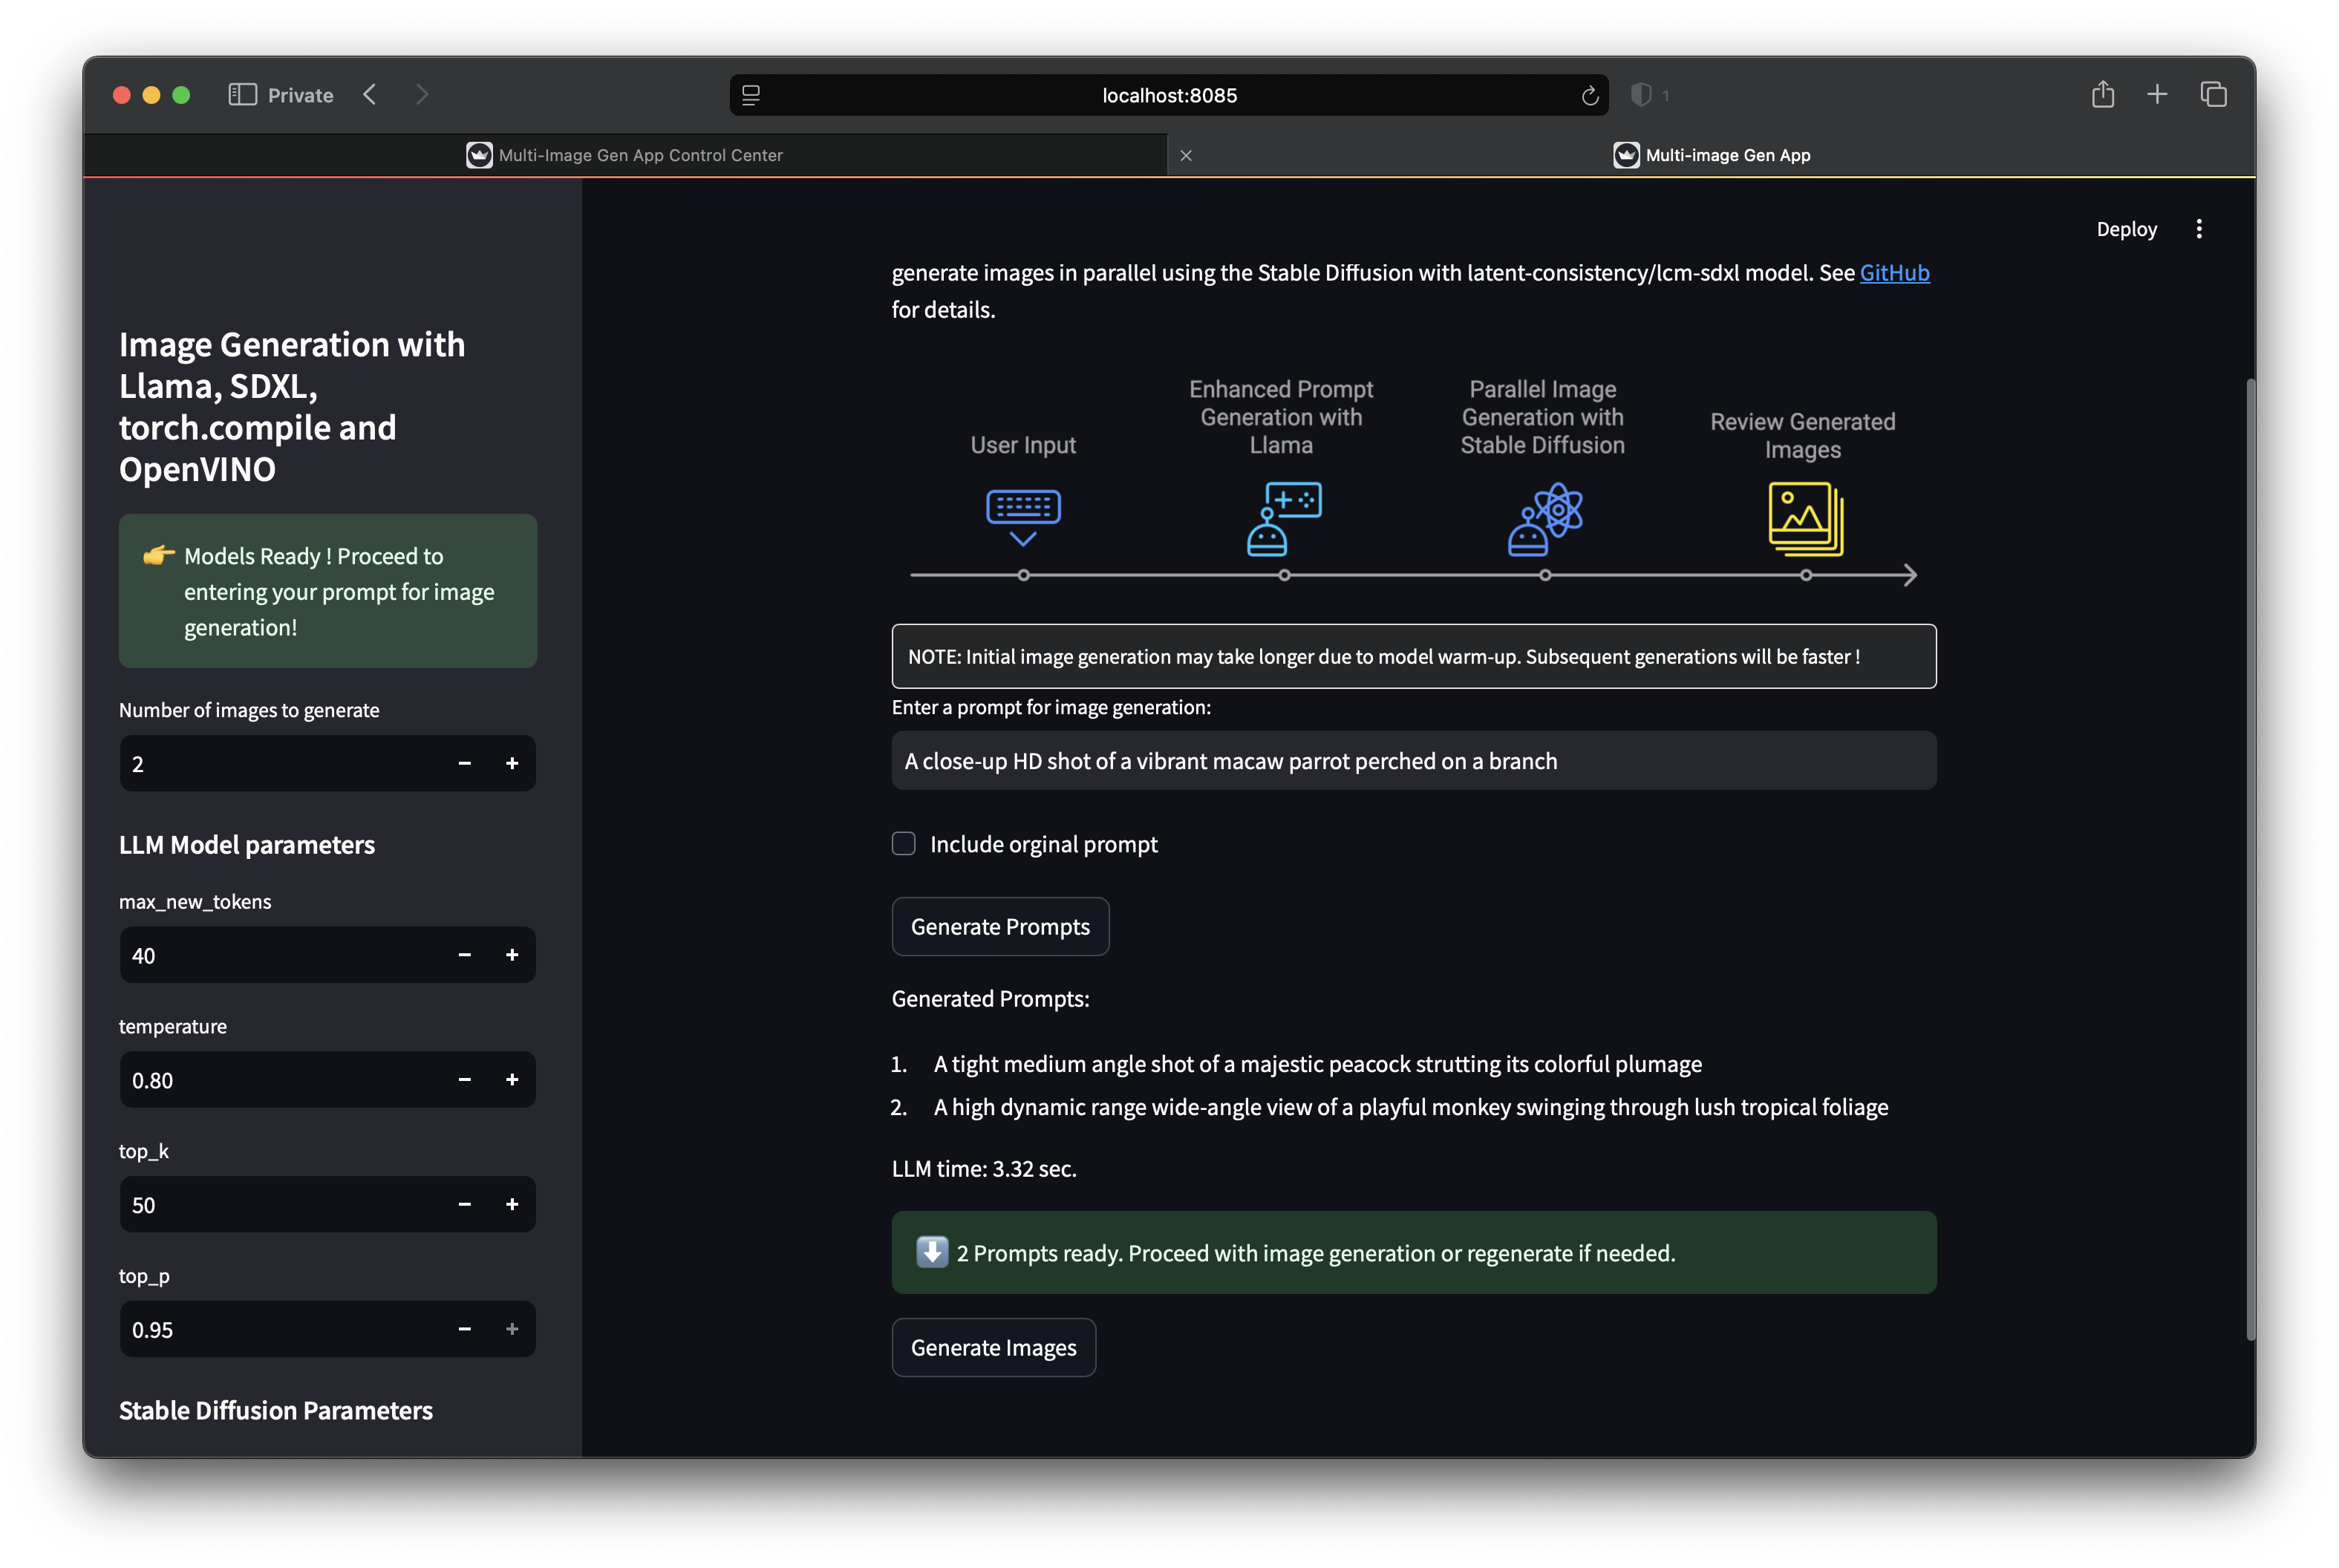 Private
localhost:8085
1
Multi-Image Gen App Control Center
Multi-image Gen App
Deploy
Image Generation with
Llama, SDXL,
torch.compile and
OpenVINO
Models Ready ! Proceed to
entering your prompt for image
generation!
Number of images to generate
2
LLM Model parameters
max_new_tokens
40
temperature
0.80
top_k
50
top_p
0.95
Stable Diffusion Parameters
generate images in parallel using the Stable Diffusion with latent-consistency/lcm-sdxl model. See GitHub
for details.
User Input
Enhanced Prompt
Generation with
Llama
Parallel Image
Generation with
Stable Diffusion
Review Generated
Images
NOTE: Initial image generation may take longer due to model warm-up. Subsequent generations will be faster !
Enter a prompt for image generation:
A close-up HD shot of a vibrant macaw parrot perched on a branch
Include orginal prompt
Generate Prompts
Generated Prompts:
1. A tight medium angle shot of a majestic peacock strutting its colorful plumage
2. A high dynamic range wide-angle view of a playful monkey swinging through lush tropical foliage
LLM time: 3.32 sec.
2 Prompts ready. Proceed with image generation or regenerate if needed.
Generate Images